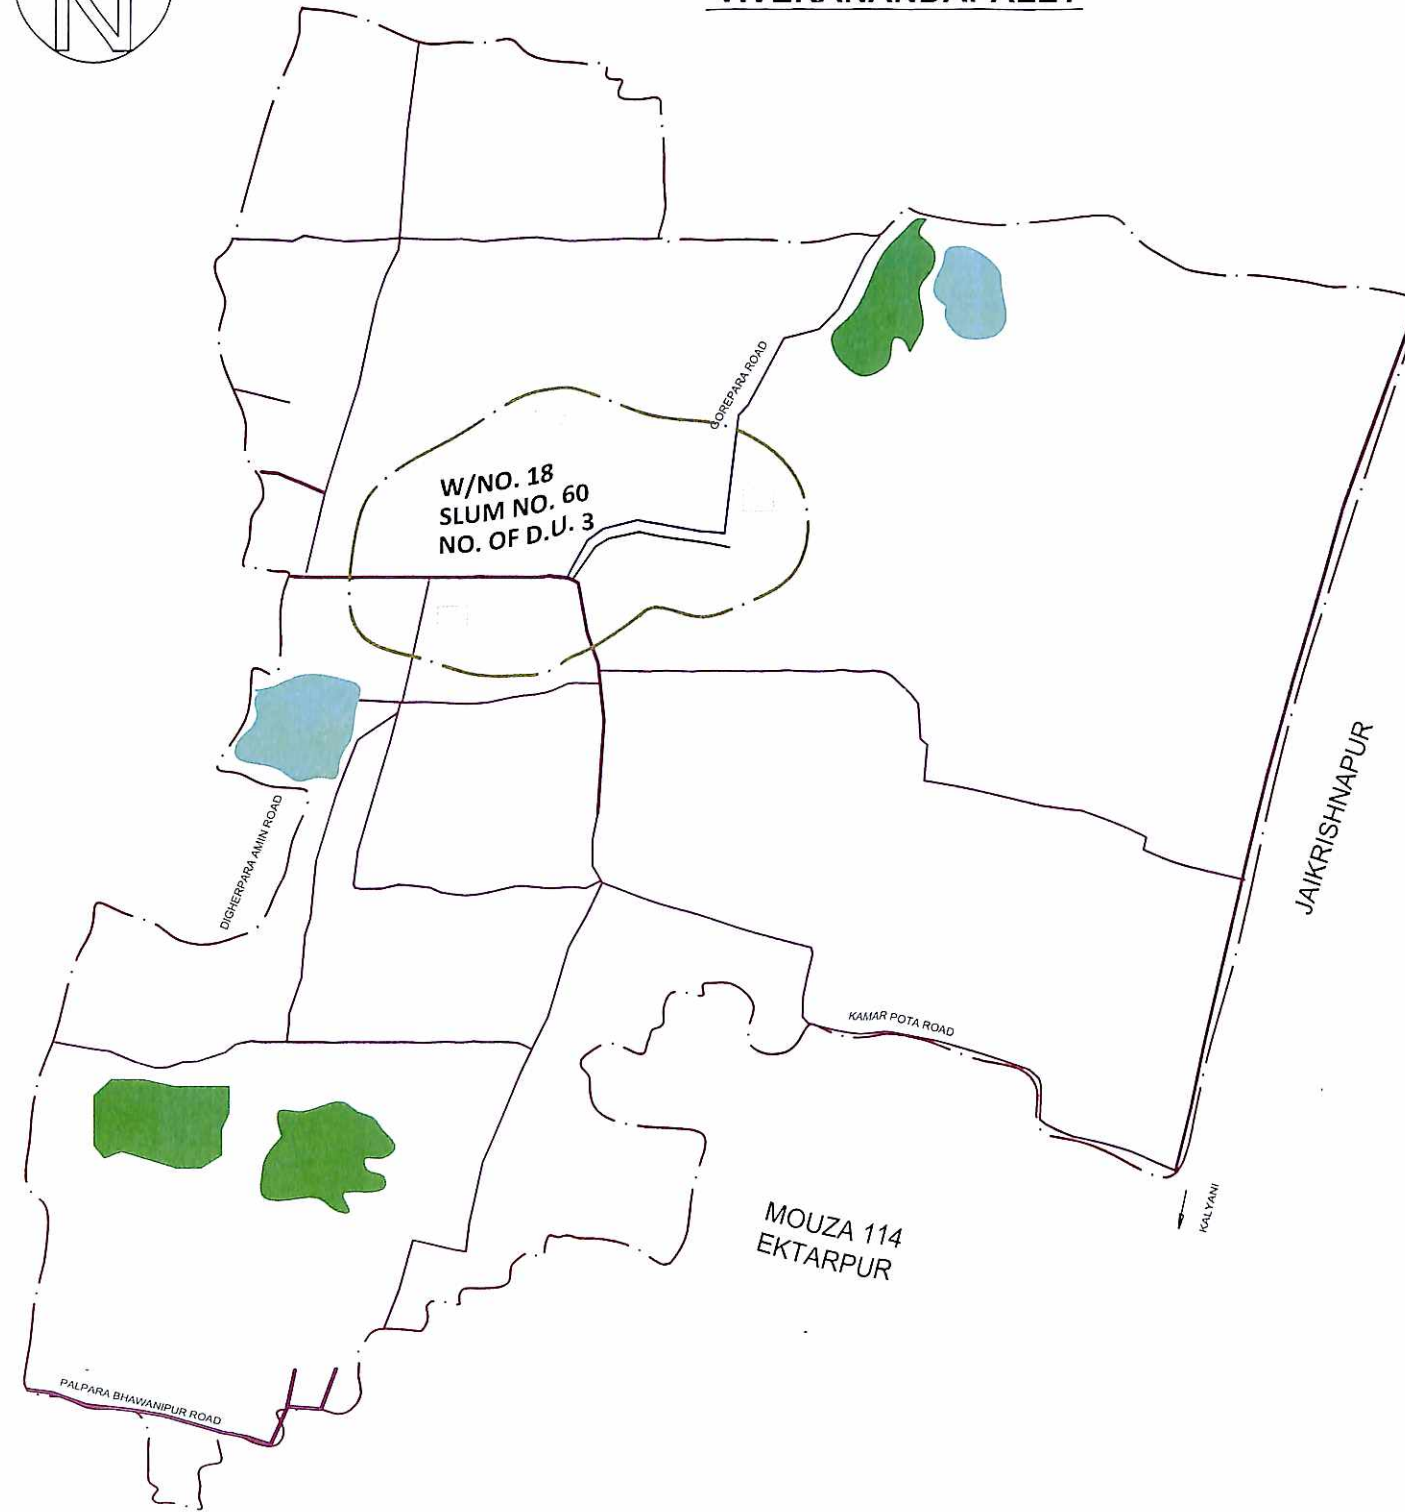 N
GOREPARA ROAD
W/NO. 18
SLUM NO. 60
NO. OF D.U. 3
JAIKRISHNAPUR
DIGHERPARA AMIN ROAD
KAMAR POTA ROAD
KALYANI
MOUZA 114
EKTARPUR
PALPARA BHAWANIPUR ROAD